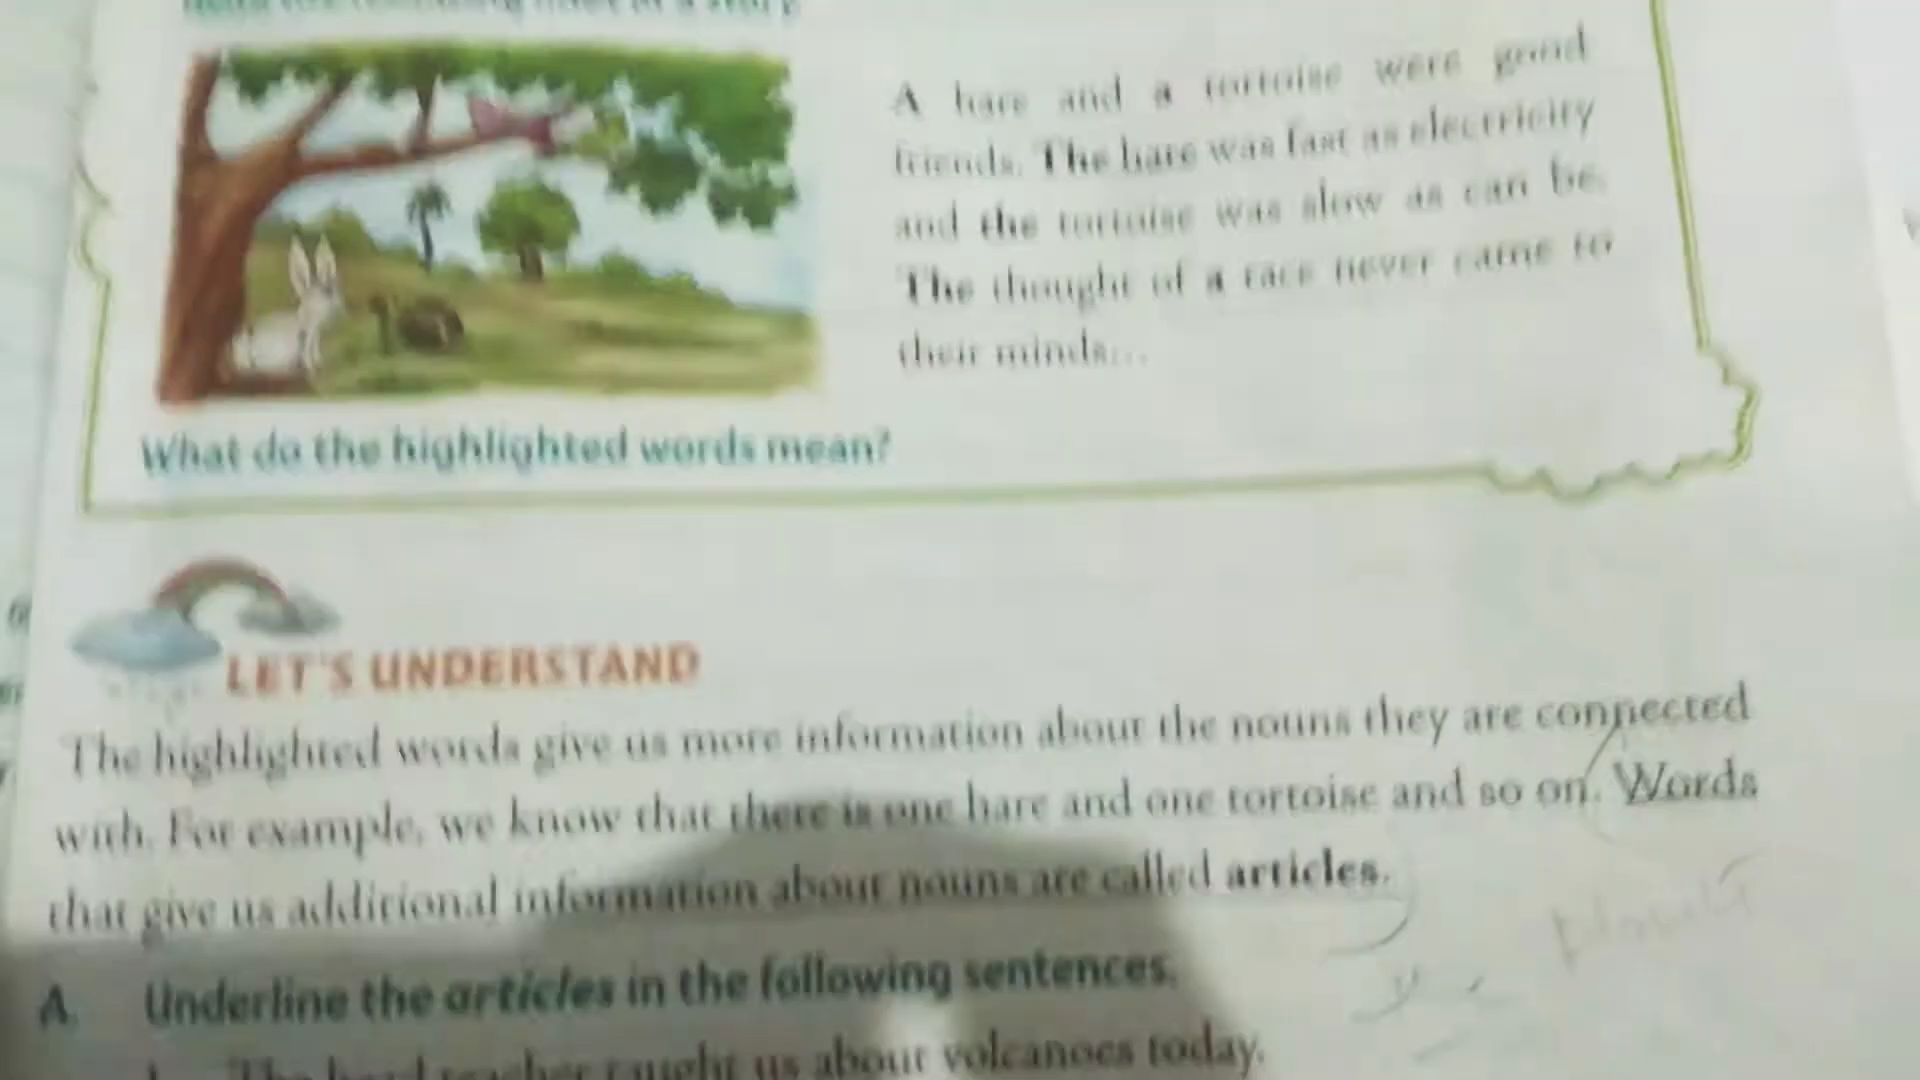 A hare and a tortoise were good
friends. The hare was fast as electricity
and the tortoise was slow as can be.
The thought of a race never came to
their minds...
What do the highlighted words mean?
LET'S UNDERSTAND
The highlighted words give us more information about the nouns they are connected
with. For example, we know that there is one hare and one tortoise and so on. Words
that give us additional information about nouns are called articles.
A. Underline the articles in the following sentences.
1. The head teacher taught us about volcanoes today.